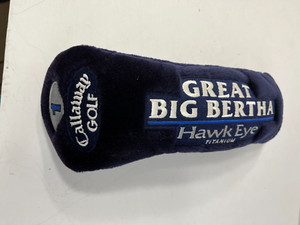 1
Callaway
GOLF
GREAT
BIG BERTHA
Hawk Eye
TITANIUM